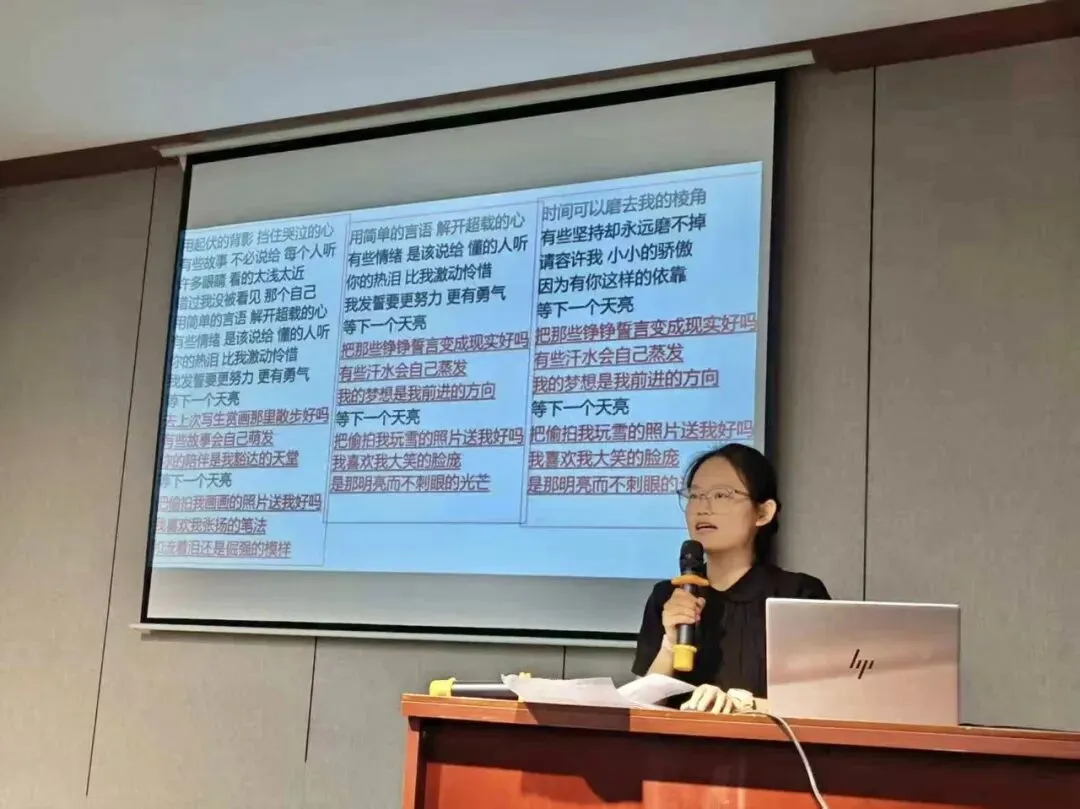 用起伏的背影 挡住哭泣的心
有些故事 不必说给 每个人听
许多眼睛 看的太浅太近
错过我没被看见 那个自己
用简单的言语 解开超载的心
有些情绪 是该说给 懂的人听
你的热泪 比我激动怜惜
我发誓要更努力 更有勇气
等下一个天亮
去上次写生赏画那里散步好吗
有些故事会自己萌发
你的陪伴是我豁达的天堂
等下一个天亮
把偷拍我画画的照片送我好吗
我喜欢我张扬的笔法
流着泪还是倔强的模样
用简单的言语 解开超载的心
有些情绪 是该说给 懂的人听
你的热泪 比我激动怜惜
我发誓要更努力 更有勇气
等下一个天亮
把那些铮铮誓言变成现实好吗
有些汗水会自己蒸发
我的梦想是我前进的方向
等下一个天亮
把偷拍我玩雪的照片送我好吗
我喜欢我大笑的脸庞
是那明亮而不刺眼的光芒
时间可以磨去我的棱角
有些坚持却永远磨不掉
请容许我 小小的骄傲
因为有你这样的依靠
等下一个天亮
把那些铮铮誓言变成现实好吗
有些汗水会自己蒸发
我的梦想是我前进的方向
等下一个天亮
把偷拍我玩雪的照片送我好吗
我喜欢我大笑的脸庞
是那明亮而不刺眼的
hp